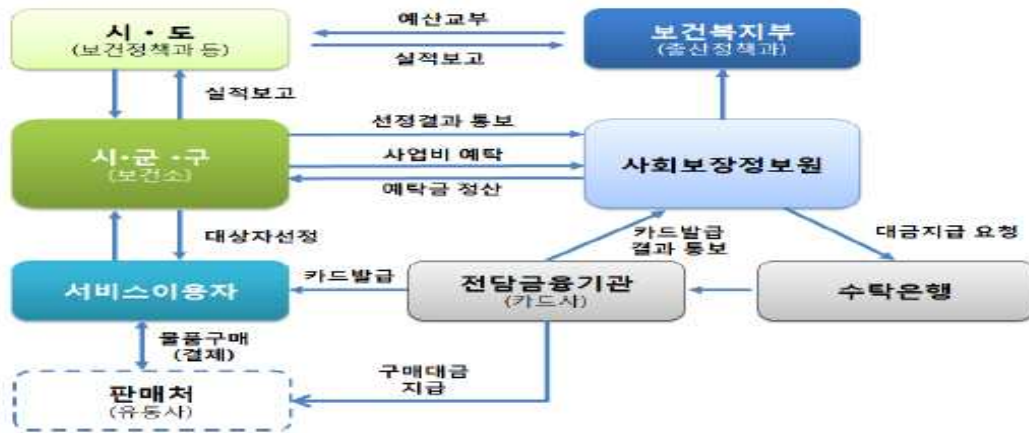 시 · 도
(보건정책과 등)
예산교부
실적보고
보건복지부
(출산정책과)
실적보고
시·군 ·구
(보건소)
선정결과 통보
사업비 예탁
예탁금 정산
사회보장정보원
대상자선정
카드발급
결과 통보
대금지급 요청
서비스이용자
카드발급
전담금융기관
(카드사)
수탁은행
물품구매
(결제)
판매처
(유통사)
구매대금
지급